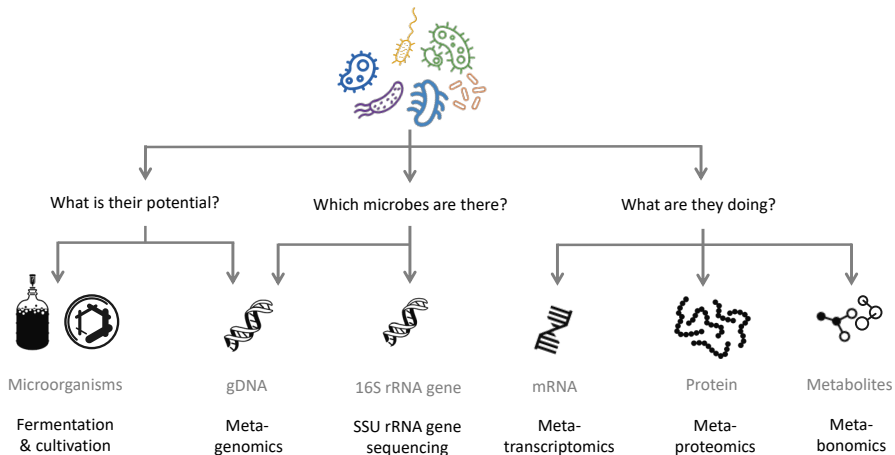 What is their potential?
Which microbes are there?
What are they doing?
Microorganisms
gDNA
16S rRNA gene
mRNA
Protein
Metabolites
Fermentation
& cultivation
Meta-
genomics
SSU rRNA gene
sequencing
Meta-
transcriptomics
Meta-
proteomics
Meta-
bonomics